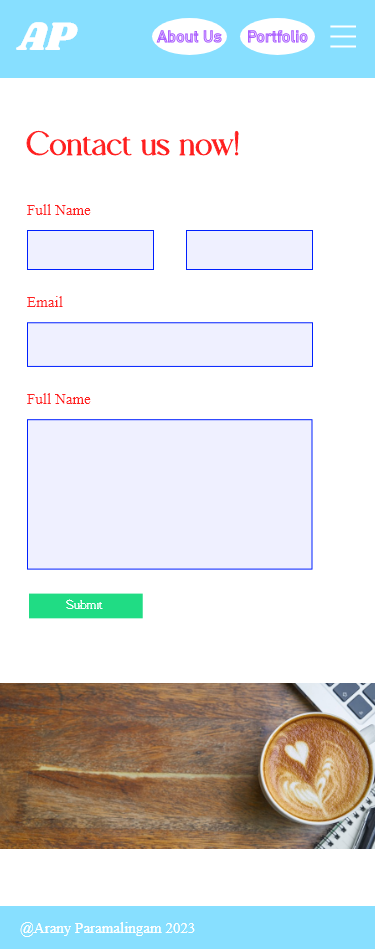 AP
About Us
Portfolio
Contact us now!
Full Name
Email
Full Name
Submit
@Arany Paramalingam 2023